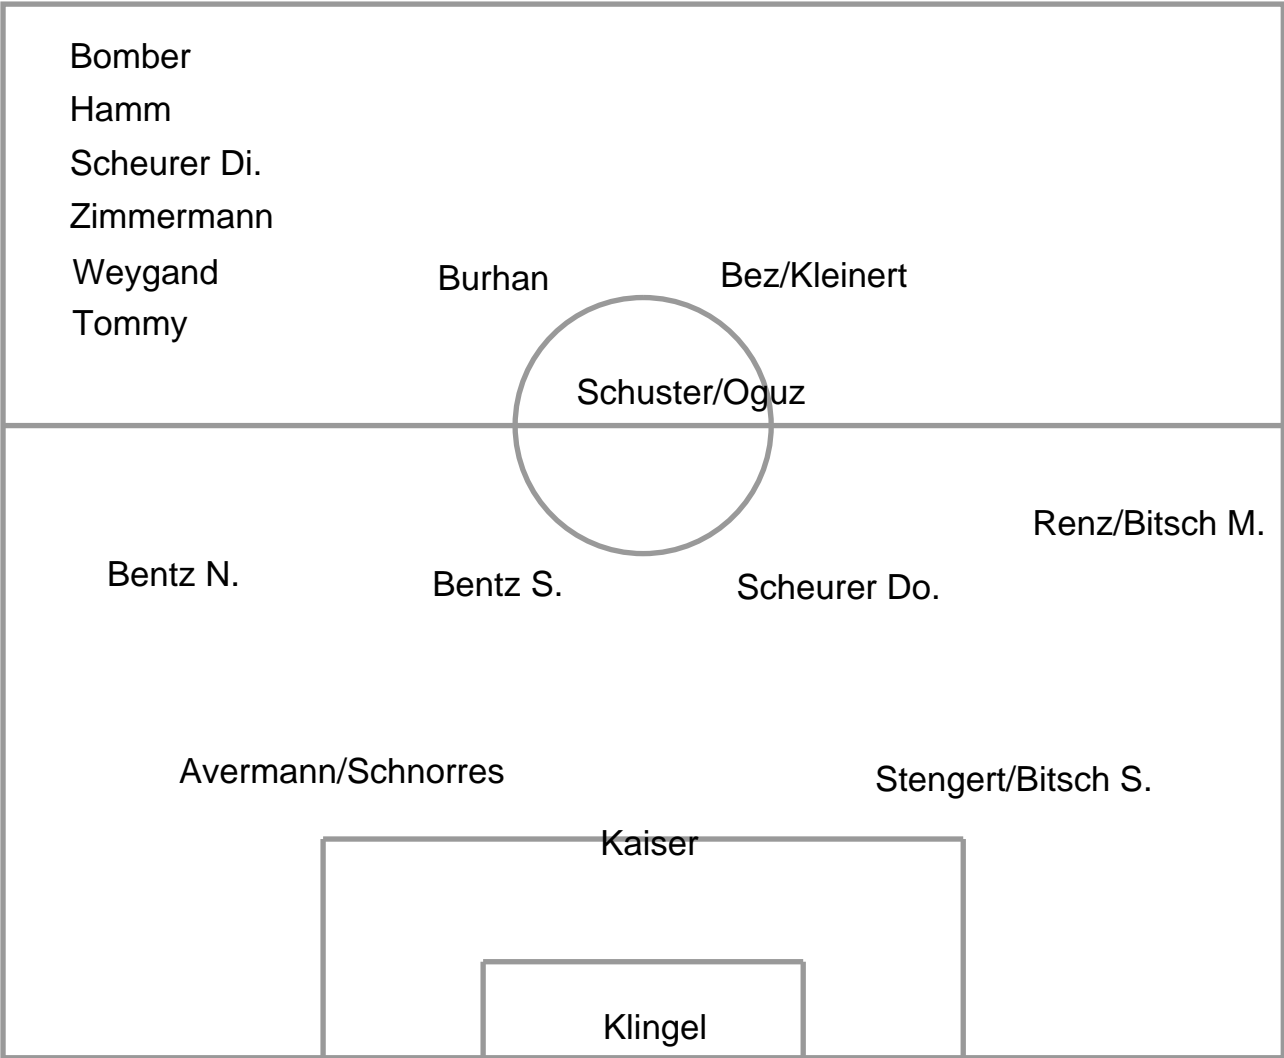 Bomber
Hamm
Scheurer Di.
Zimmermann
Weygand
Burhan
Bez/Kleinert
Tommy
Schuster/Oguz
Renz/Bitsch M.
Bentz N.
Bentz S.
Scheurer Do.
Avermann/Schnorres
Stengert/Bitsch S.
Kaiser
Klingel